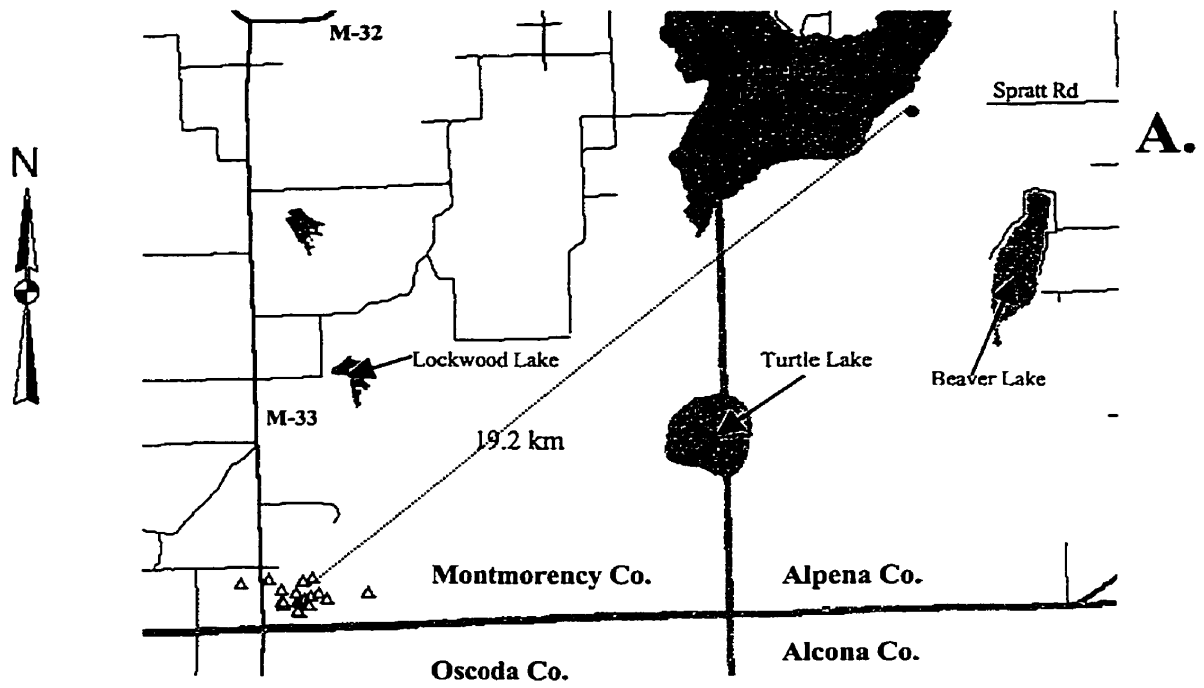 M-32
Spratt Rd
A.
N
Lockwood Lake
Turtle Lake
Beaver Lake
M-33
19.2 km
Montmorency Co.
Alpena Co.
Oscoda Co.
Alcona Co.